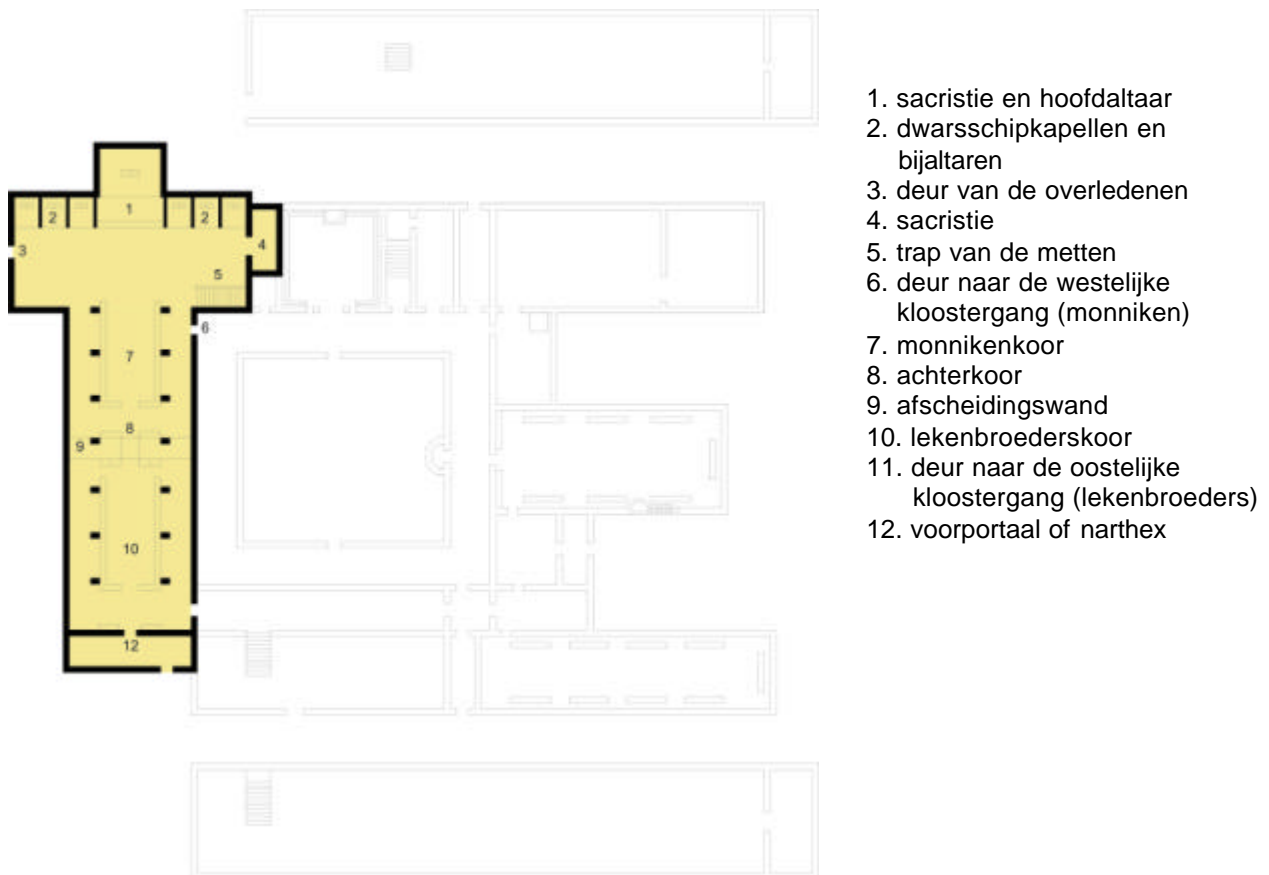 1
2
2
3
4
5
6
7
8
9
10
12
1. sacristie en hoofdaltaar
2. dwarsschipkapellen en
bijaltaren
3. deur van de overledenen
4. sacristie
5. trap van de metten
6. deur naar de westelijke
kloostergang (monniken)
7. monnikenkoor
8. achterkoor
9. afscheidingswand
10. lekenbroederskoor
11. deur naar de oostelijke
kloostergang (lekenbroeders)
12. voorportaal of narthex